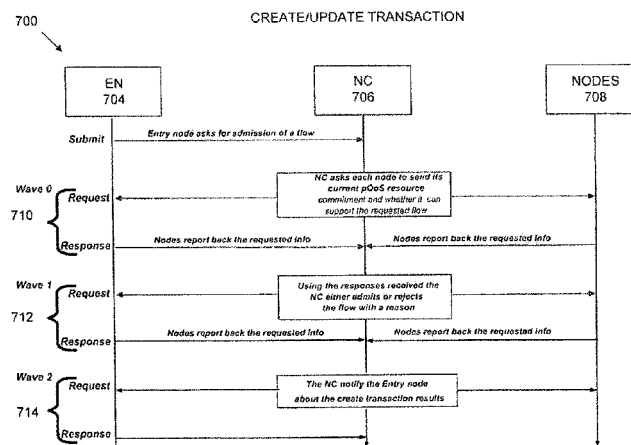 CREATE/UPDATE TRANSACTION
700
EN
704
NC
706
NODES
708
Submit
Entry node asks for admission of a flow
Wave 0
710
Request
NC asks each node to send its
current pQoS resource
commitment and whether it can
support the requested flow
Response
Nodes report back the requested info
Nodes report back the requested info
Wave 1
712
Request
Using the responses received the
NC either admits or rejects
the flow with a reason
Response
Nodes report back the requested info
Nodes report back the requested info
Wave 2
714
Request
The NC notify the Entry node
about the create transaction results
Response